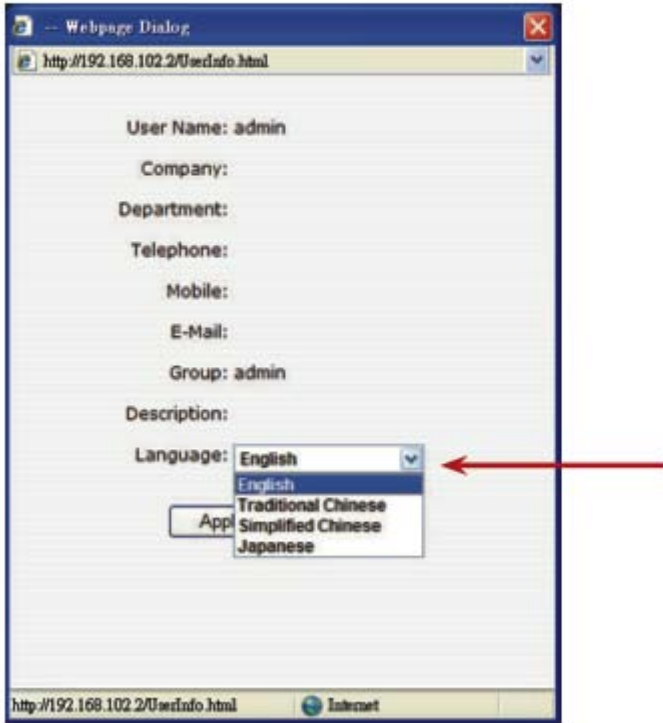 -- Webpage Dialog
http://192.168.102.2/UserInfo.html
User Name: admin
Company:
Department:
Telephone:
Mobile:
E-Mail:
Group: admin
Description:
Language: English
English
Traditional Chinese
Simplified Chinese
Japanese
Appl
http://192.168.102.2/UserInfo.html Internet